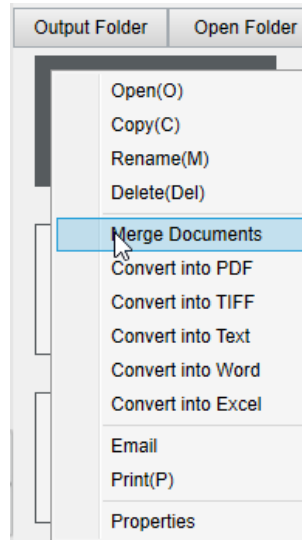 Output Folder Open Folder
Open(O)
Copy(C)
Rename(M)
Delete(Del)
Merge Documents
Convert into PDF
Convert into TIFF
Convert into Text
Convert into Word
Convert into Excel
Email
Print(P)
Properties